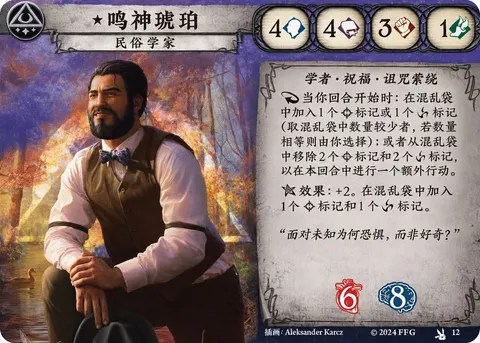 鸣神琥珀
民俗学家
4 4 3 1
学者·祝福·诅咒萦绕
当你回合开始时：在混乱袋
中加入1个标记或1个标记
（取混乱袋中数量较少者，若数量
相等则由你选择）；或者从混乱袋
中移除2个标记和2个标记，
以在本回合中进行一个额外行动。
效果：+2。在混乱袋中加入
1个标记和1个标记。
“面对未知为何恐惧，而非好奇？”
6 8
插画：Aleksander Karcz
© 2024 FFG
12